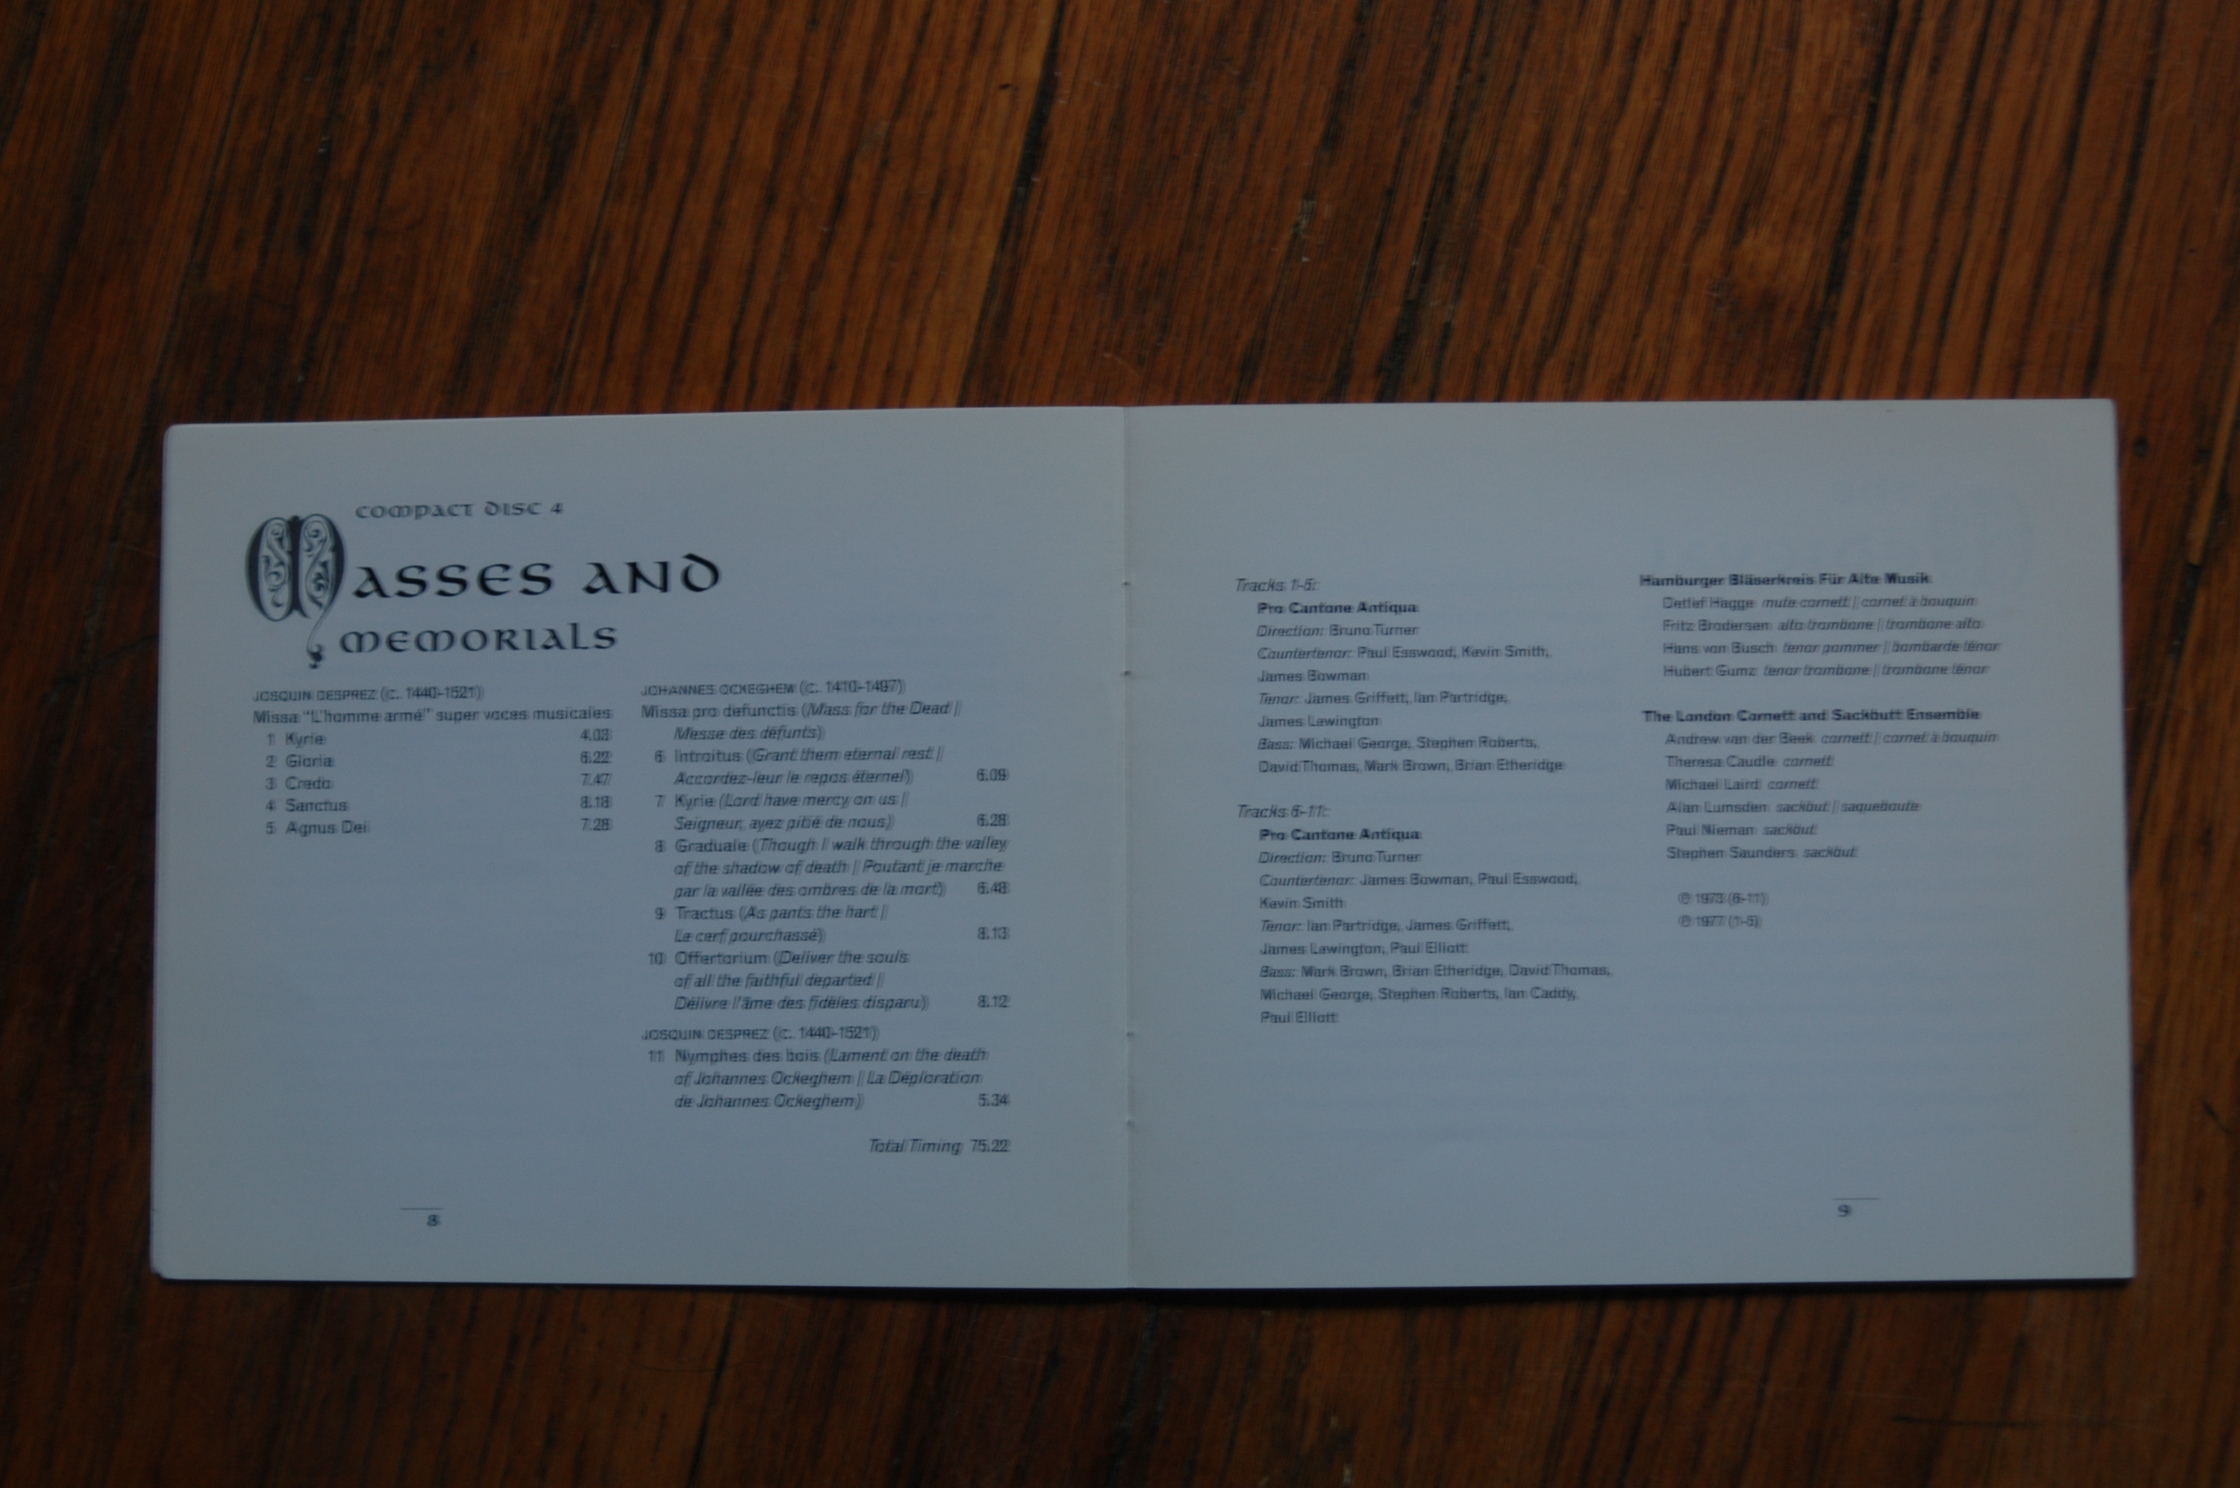 COMPACT DISC 4
MASSES AND
MEMORIALS
JOSQUIN DESPREZ (c. 1440-1521)
Missa "L'homme armé" super voces musicales
1 Kyrie 4.03
2 Gloria 6.22
3 Credo 7.47
4 Sanctus 8.18
5 Agnus Dei 7.28
JOHANNES OCKEGHEM (c. 1410-1497)
Missa pro defunctis (Mass for the Dead |
Messe des défunts)
6 Introitus (Grant them eternal rest |
Accordez-leur le repos éternel) 6.09
7 Kyrie (Lord have mercy on us |
Seigneur, ayez pitié de nous) 6.28
8 Graduale (Though I walk through the valley
of the shadow of death | Poutant je marche
par la vallée des ombres de la mort) 6.48
9 Tractus (As pants the hart |
Le cerf pourchassé) 8.13
10 Offertorium (Deliver the souls
of all the faithful departed |
Délivre l'âme des fidèles disparu) 8.12
JOSQUIN DESPREZ (c. 1440-1521)
11 Nymphes des bois (Lament on the death
of Johannes Ockeghem | La Déploration
de Johannes Ockeghem) 5.34
Total Timing 75.22
8
Tracks 1-5:
Pro Cantone Antiqua
Direction: Bruno Turner
Countertenor: Paul Esswood, Kevin Smith,
James Bowman
Tenor: James Griffett, Ian Partridge,
James Lewington
Bass: Michael George, Stephen Roberts,
David Thomas, Mark Brown, Brian Etheridge
Tracks 6-11:
Pro Cantone Antiqua
Direction: Bruno Turner
Countertenor: James Bowman, Paul Esswood,
Kevin Smith
Tenor: Ian Partridge, James Griffett,
James Lewington, Paul Elliott
Bass: Mark Brown, Brian Etheridge, David Thomas,
Michael George, Stephen Roberts, Ian Caddy,
Paul Elliott
Hamburger Bläserkreis Für Alte Musik
Detlef Hagge mute cornett | cornet à bouquin
Fritz Brodersen alto trombone | trombone alto
Hans von Busch tenor pommer | bombarde ténor
Hubert Gumz tenor trombone | trombone ténor
The London Cornett and Sackbutt Ensemble
Andrew van der Beek cornett | cornet à bouquin
Theresa Caudle cornett
Michael Laird cornett
Alan Lumsden sackbut | saqueboute
Paul Nieman sackbut
Stephen Saunders sackbut
℗ 1973 (6-11)
℗ 1977 (1-5)
9